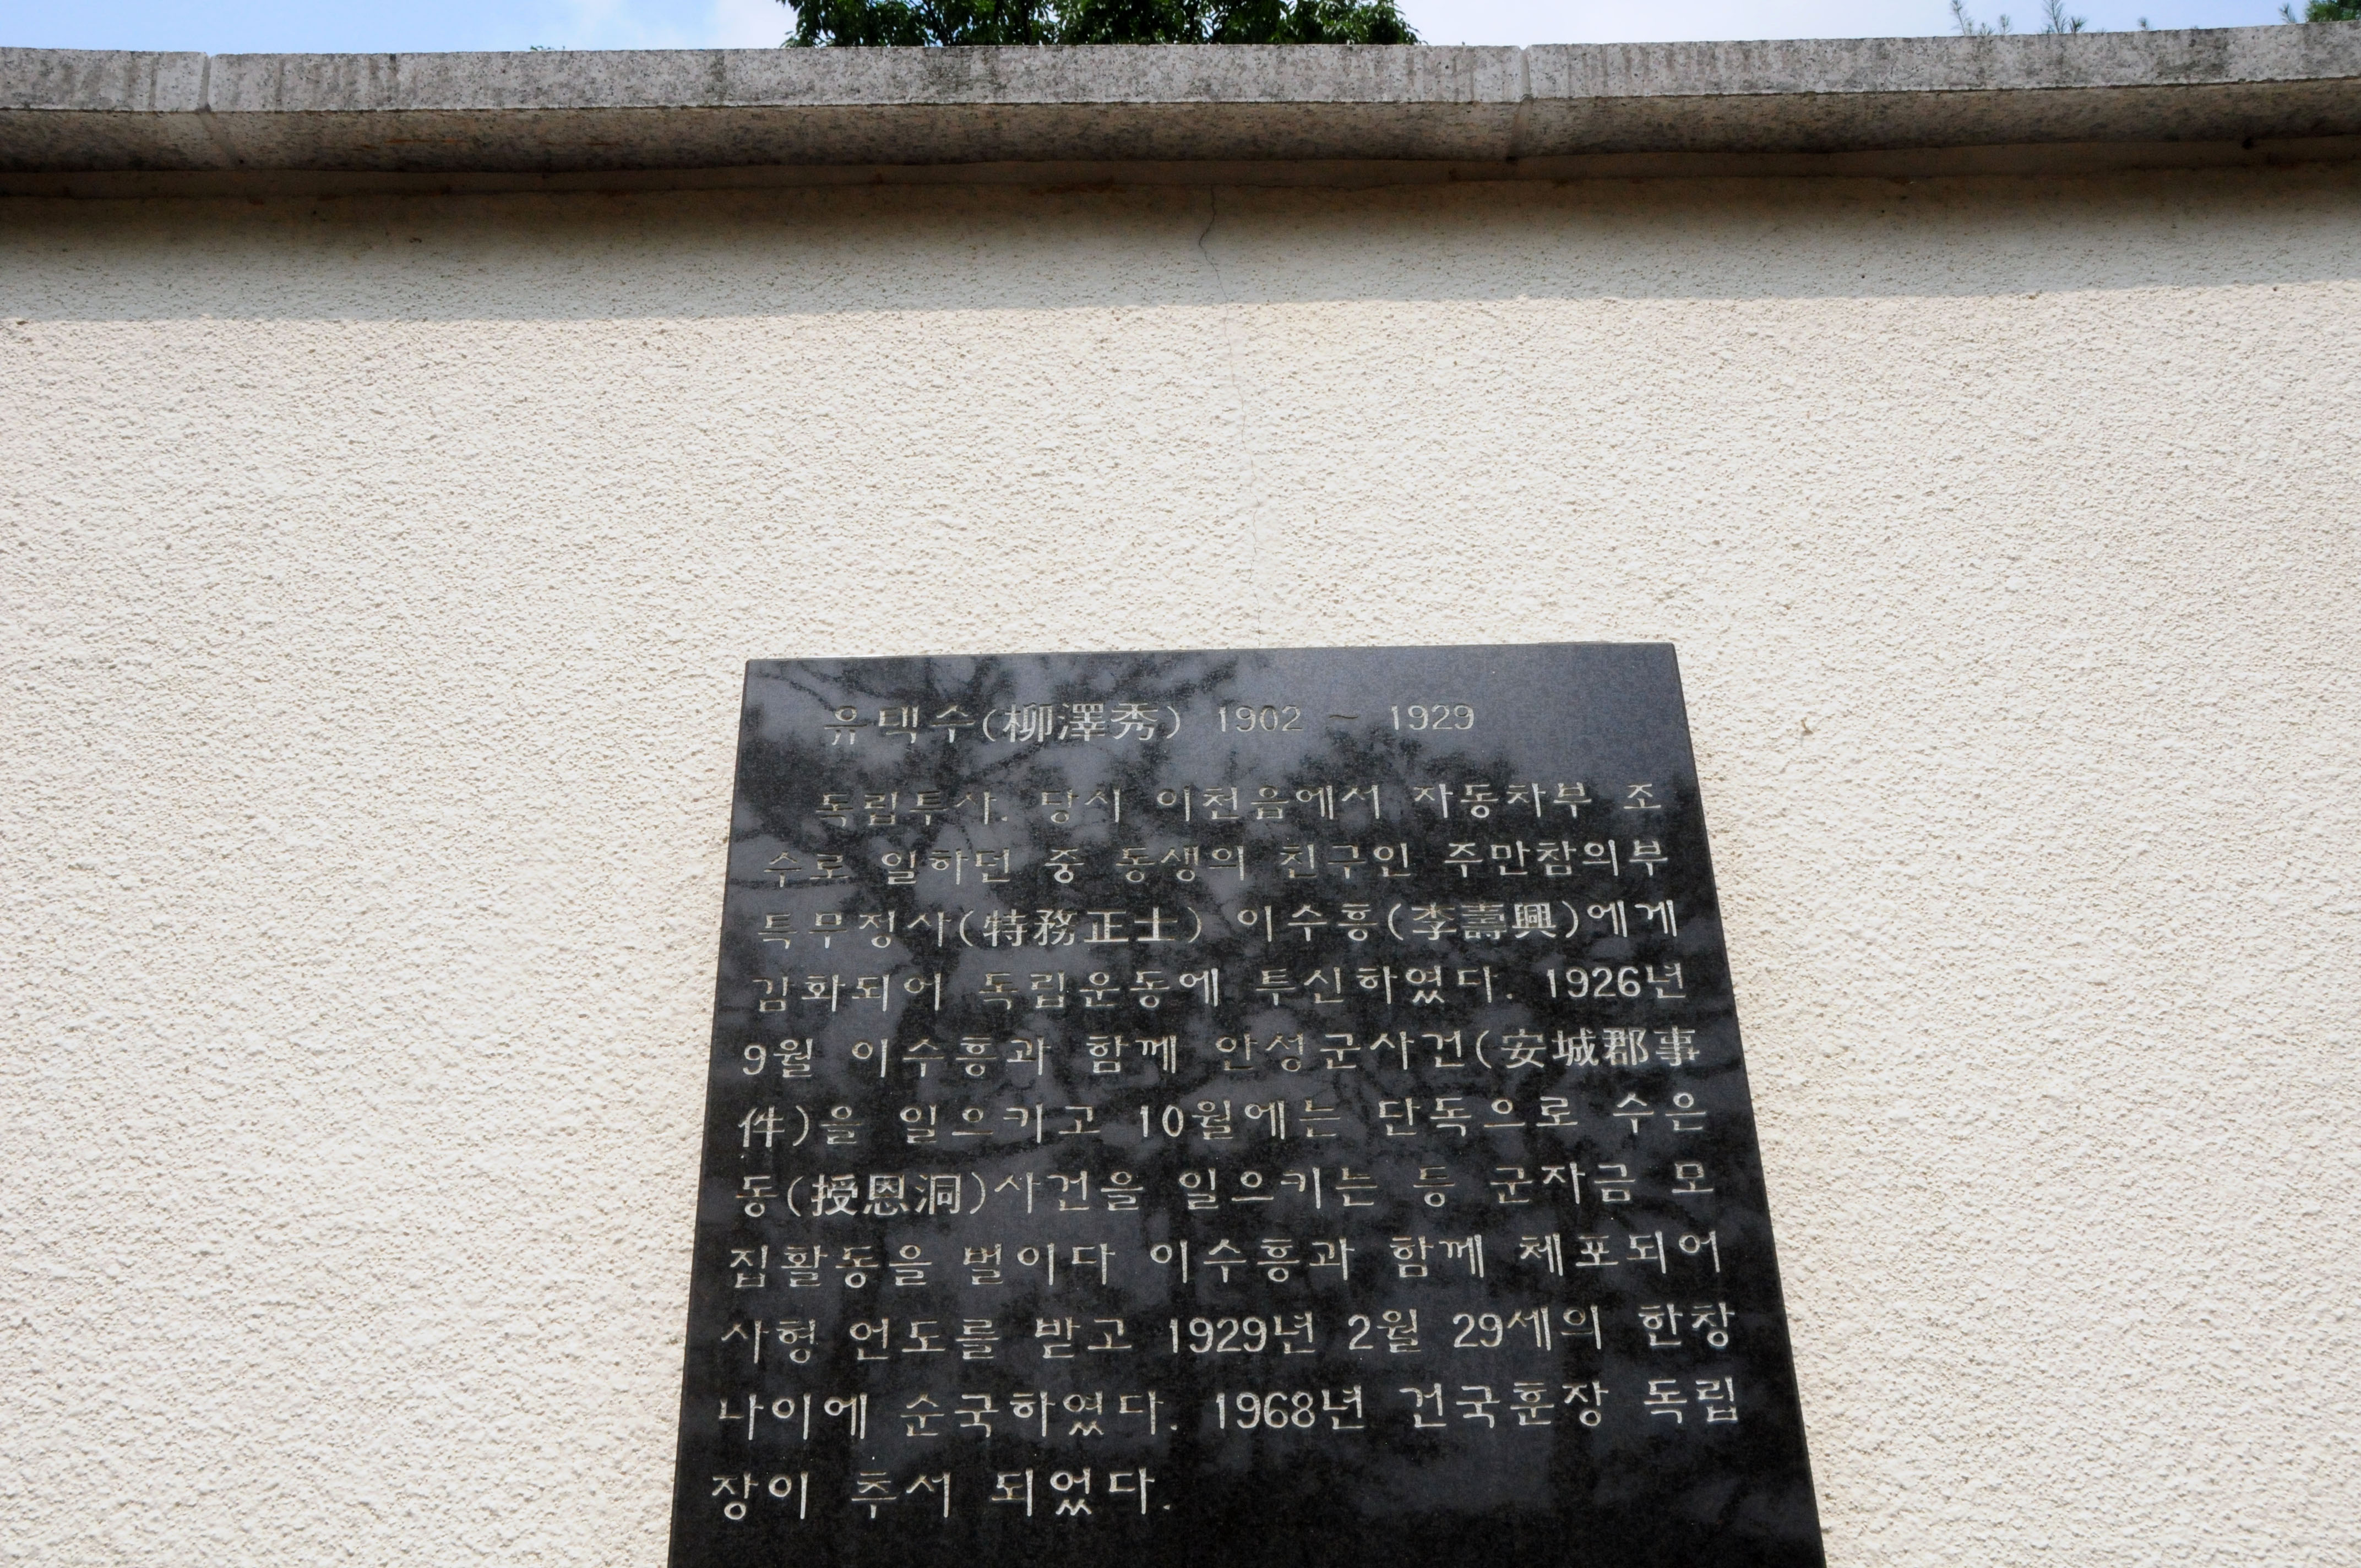 유택수(柳澤秀) 1902 ~ 1929
독립투사. 당시 이천읍에서 자동차부 조
수로 일하던 중 동생의 친구인 주만참의부
특무정사(特務正士) 이수흥(李壽興)에게
김화되어 독립운동에 투신하였다. 1926년
9월 이수흥과 함께 안성군사건(安城郡事
件)을 일으키고 10월에는 단독으로 수은
동(授恩洞)사건을 일으키는 등 군자금 모
집활동을 벌이다 이수흥과 함께 체포되어
사형 언도를 받고 1929년 2월 29세의 한창
나이에 순국하였다. 1968년 건국훈장 독립
장이 추서 되었다.